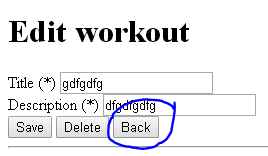 Edit workout
Title (*) gdfgdfg
Description (*) dfgdfgdfg
Save Delete Back